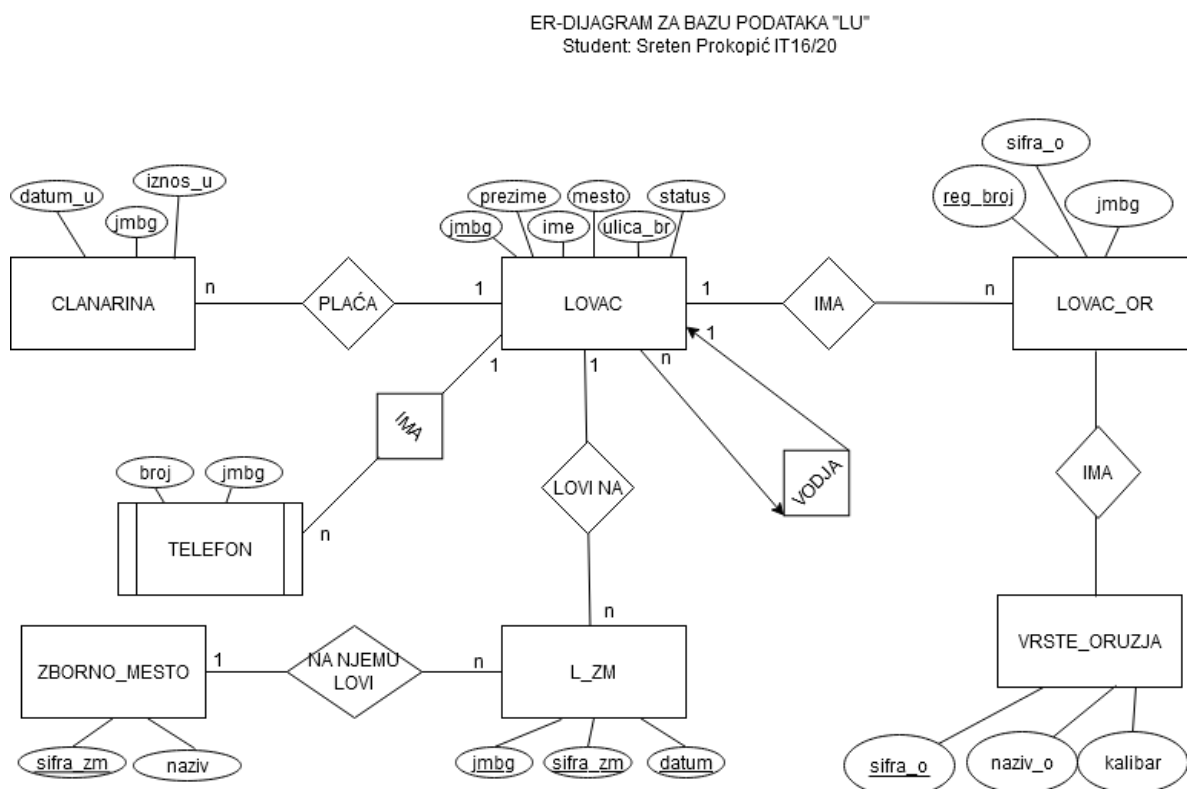 ER-DIJAGRAM ZA BAZU PODATAKA "LU"
Student: Sreten Prokopić IT16/20
datum_u
jmbg
iznos_u
CLANARINA
n
PLAĆA
1
jmbg
prezime
ime
mesto
ulica_br
status
LOVAC
1
IMA
n
reg_broj
sifra_o
jmbg
LOVAC_OR
1
IMA
n
broj
jmbg
TELEFON
1
LOVI NA
n
n
1
VODJA
IMA
ZBORNO_MESTO
1
NA NJEMU
LOVI
n
L_ZM
sifra_zm
naziv
jmbg
sifra_zm
datum
VRSTE_ORUZJA
sifra_o
naziv_o
kalibar